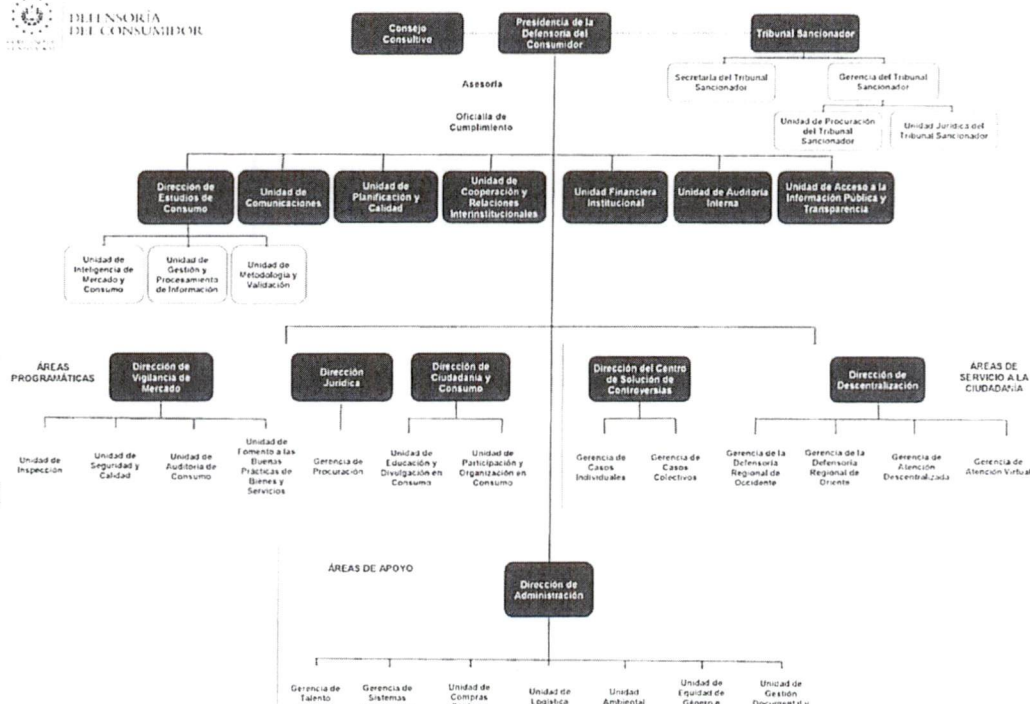 DEFENSORÍA
DEL CONSUMIDOR
Consejo
Consultivo
Presidencia de la
Defensoría del
Consumidor
Tribunal Sancionador
Secretaría del Tribunal
Sancionador
Gerencia del Tribunal
Sancionador
Unidad de Procuración
del Tribunal
Sancionador
Unidad Jurídica del
Tribunal Sancionador
Asesoría
Oficialía de
Cumplimiento
Dirección de
Estudios de
Consumo
Unidad de
Comunicaciones
Unidad de
Planificación y
Calidad
Unidad de
Cooperación y
Relaciones
Interinstitucionales
Unidad Financiera
Institucional
Unidad de Auditoría
Interna
Unidad de Acceso a la
Información Pública y
Transparencia
Unidad de
Inteligencia de
Mercado y
Consumo
Unidad de
Gestión y
Procesamiento
de Información
Unidad de
Metodología y
Validación
ÁREAS
PROGRAMÁTICAS
Dirección de
Vigilancia de
Mercado
Dirección
Jurídica
Dirección de
Ciudadanía y
Consumo
Dirección del Centro
de Solución de
Controversias
Dirección de
Descentralización
ÁREAS DE
SERVICIO A LA
CIUDADANÍA
Unidad de
Inspección
Unidad de
Seguridad y
Calidad
Unidad de
Auditoría de
Consumo
Unidad de
Fomento a las
Buenas
Prácticas de
Bienes y
Servicios
Gerencia de
Procuración
Unidad de
Educación y
Divulgación en
Consumo
Unidad de
Participación y
Organización en
Consumo
Gerencia de
Casos
Individuales
Gerencia de
Casos
Colectivos
Gerencia de la
Defensoría
Regional de
Occidente
Gerencia de la
Defensoría
Regional de
Oriente
Gerencia de
Atención
Descentralizada
Gerencia de
Atención Virtual
ÁREAS DE APOYO
Dirección de
Administración
Gerencia de
Talento
Gerencia de
Sistemas
Unidad de
Compras
Unidad de
Logística
Unidad
Ambiental
Unidad de
Equidad de
Género e
Unidad de
Gestión
Documental y